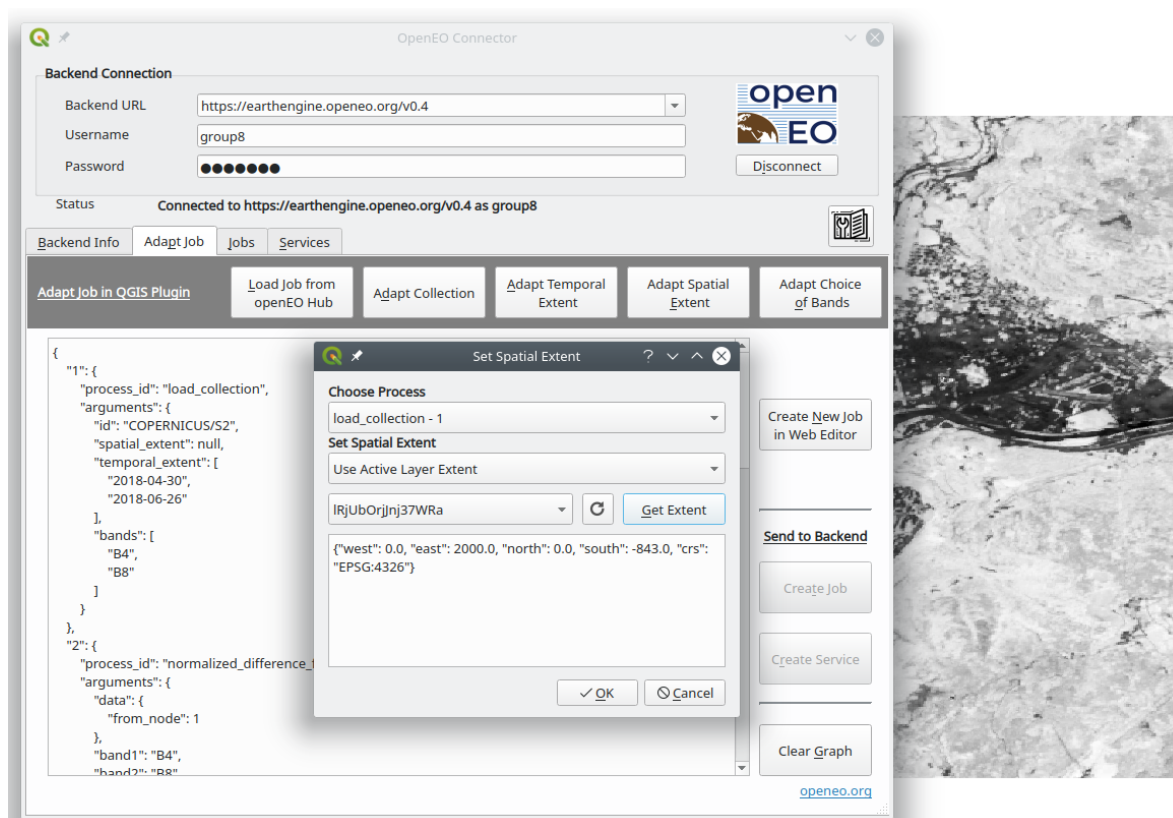 OpenEO Connector
Backend Connection
Backend URL
https://earthengine.openeo.org/v0.4
Username
group8
Password
●●●●●●●
open
EO
Disconnect
Status
Connected to https://earthengine.openeo.org/v0.4 as group8
Backend Info
Adapt Job
Jobs
Services
Adapt Job in QGIS Plugin
Load Job from
openEO Hub
Adapt Collection
Adapt Temporal
Extent
Adapt Spatial
Extent
Adapt Choice
of Bands
{
"1": {
"process_id": "load_collection",
"arguments": {
"id": "COPERNICUS/S2",
"spatial_extent": null,
"temporal_extent": [
"2018-04-30",
"2018-06-26"
],
"bands": [
"B4",
"B8"
]
}
},
"2": {
"process_id": "normalized_difference_
"arguments": {
"data": {
"from_node": 1
},
"band1": "B4",
"band2": "B8"
Set Spatial Extent
?
Choose Process
load_collection - 1
Set Spatial Extent
Use Active Layer Extent
lRjUbOrjJnj37WRa
Get Extent
{"west": 0.0, "east": 2000.0, "north": 0.0, "south": -843.0, "crs":
"EPSG:4326"}
OK
Cancel
Create New Job
in Web Editor
Send to Backend
Create Job
Create Service
Clear Graph
openeo.org